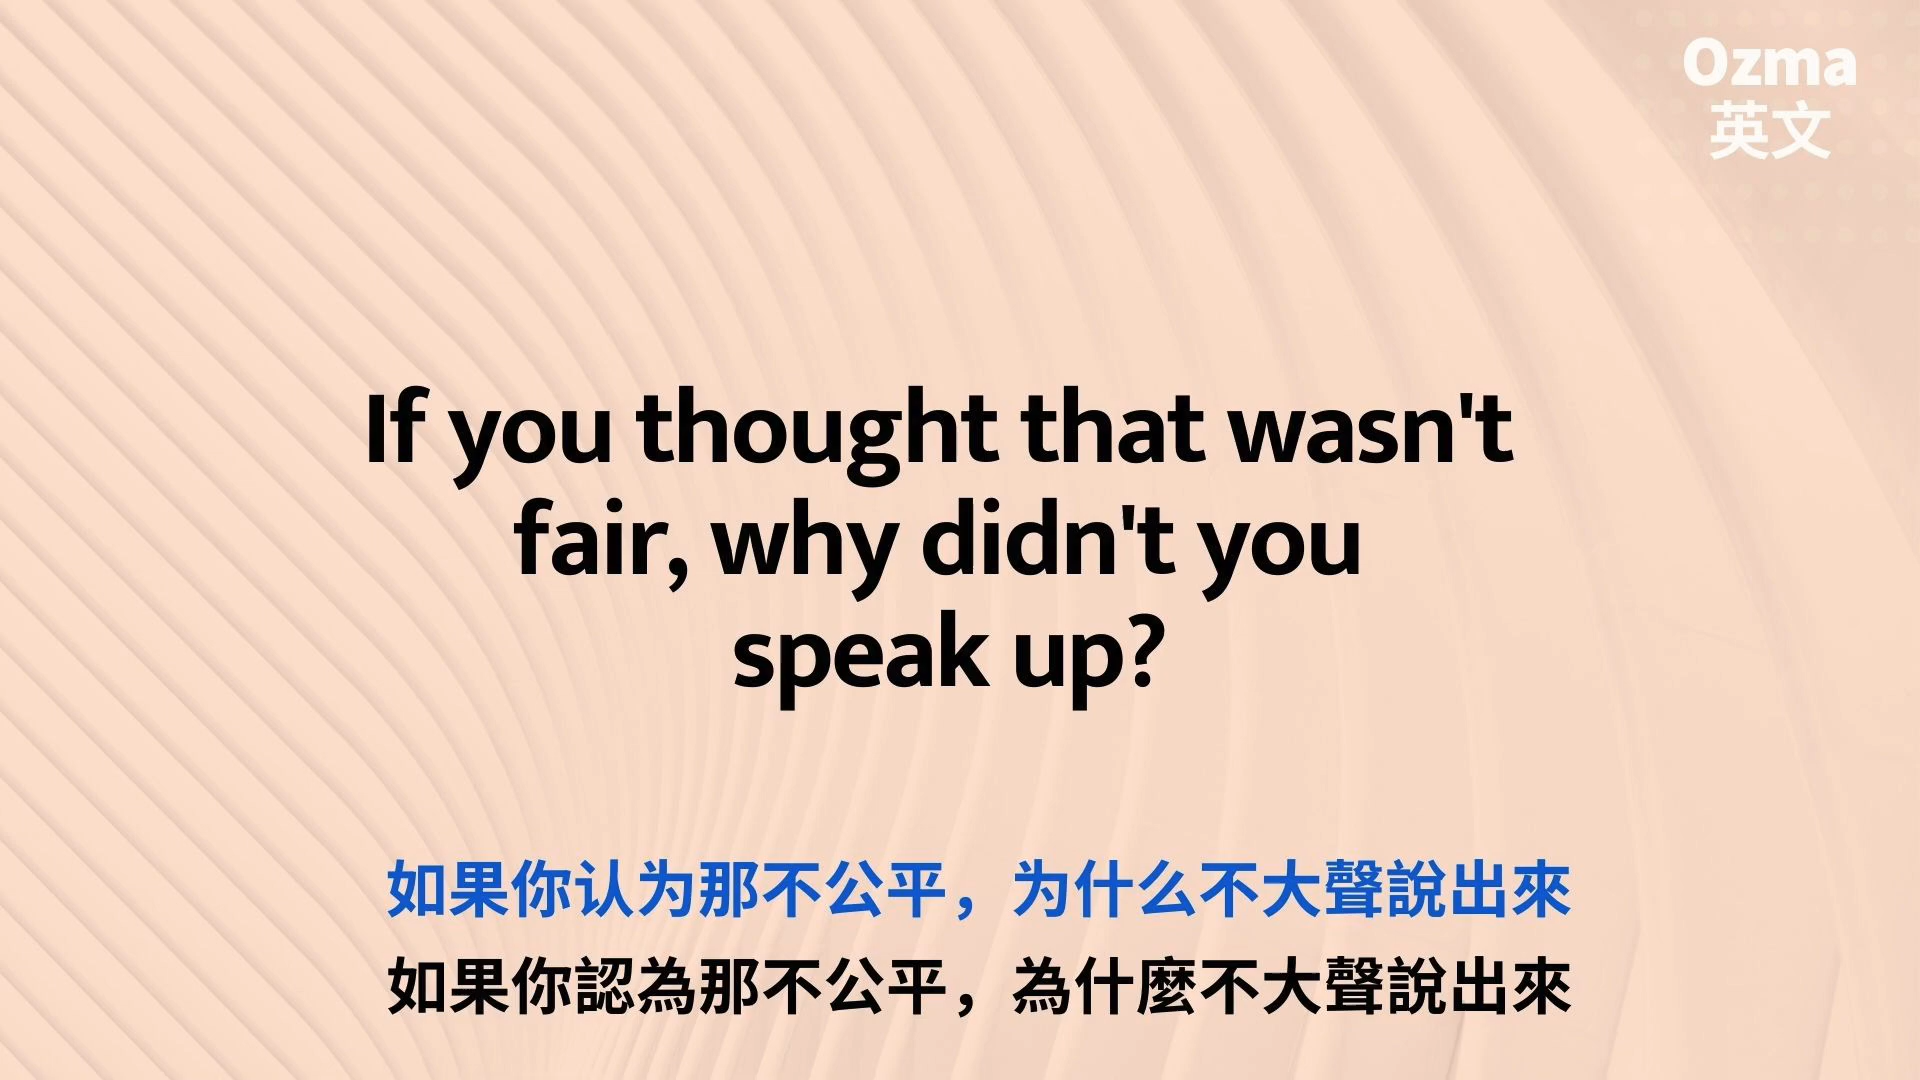 Ozma
英文
If you thought that wasn't
fair, why didn't you
speak up?
如果你认为那不公平，为什么不大聲說出來
如果你認為那不公平，為什麼不大聲說出來